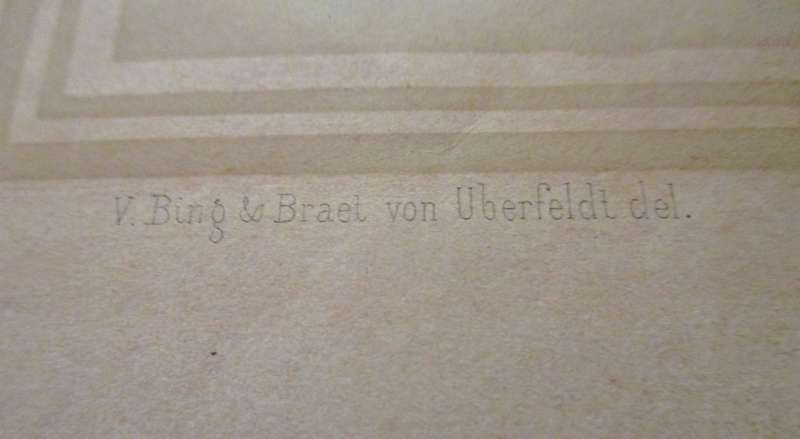 V. Bing & Braet von Uberfeldt del.